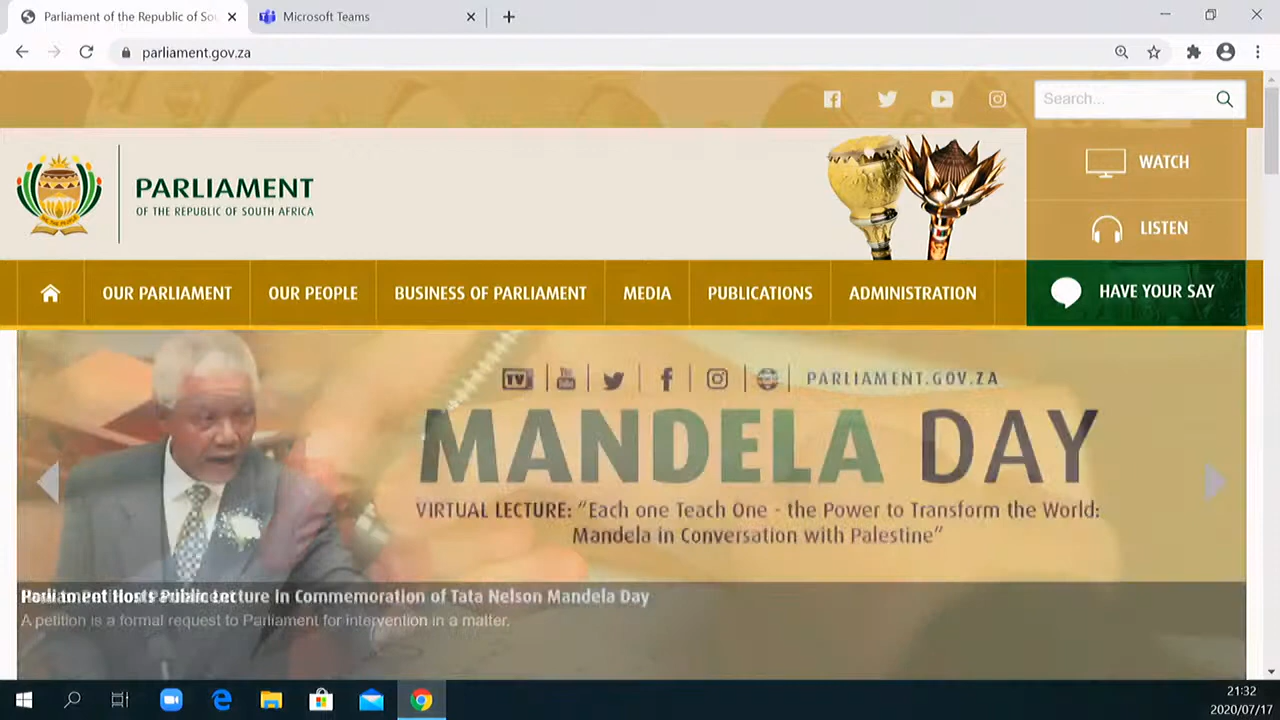 Parliament of the Republic of Sou
Microsoft Teams
parliament.gov.za
Search...
PARLIAMENT
OF THE REPUBLIC OF SOUTH AFRICA
WATCH
LISTEN
OUR PARLIAMENT
OUR PEOPLE
BUSINESS OF PARLIAMENT
MEDIA
PUBLICATIONS
ADMINISTRATION
HAVE YOUR SAY
TV
You Tube
PARLIAMENT.GOV.ZA
MANDELA DAY
VIRTUAL LECTURE: “Each one Teach One - the Power to Transform the World:
Mandela in Conversation with Palestine”
Hosts Public Lecture in Commemoration of Tata Nelson Mandela Day
A petition is a formal request to Parliament for intervention in a matter.
21:32
2020/07/17